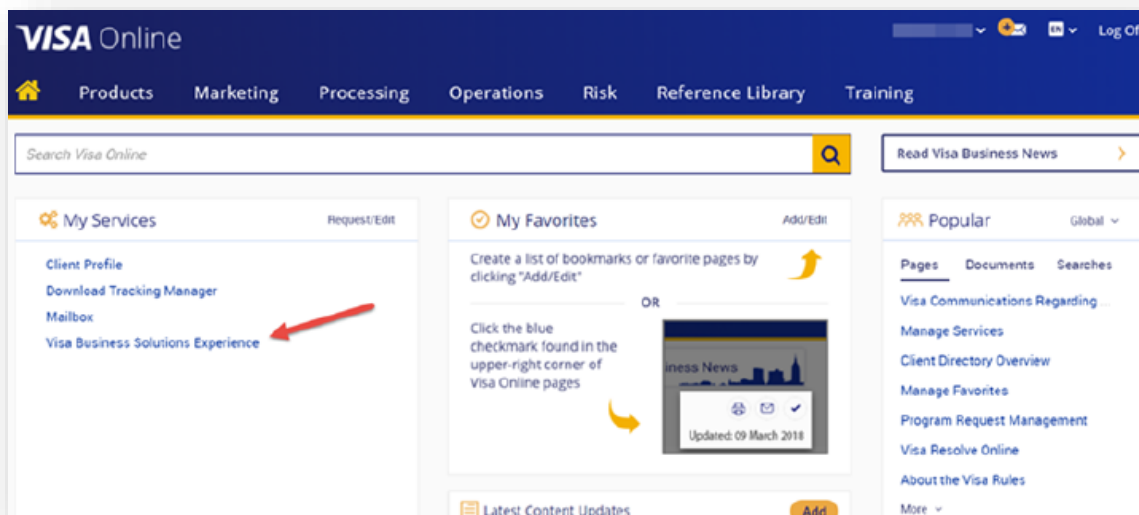 VISA Online
EN
Log Of
Products Marketing Processing Operations Risk Reference Library Training
Search Visa Online
Read Visa Business News
My Services Request/Edit
Client Profile
Download Tracking Manager
Mailbox
Visa Business Solutions Experience
My Favorites Add/Edit
Create a list of bookmarks or favorite pages by
clicking "Add/Edit"
OR
Click the blue
checkmark found in the
upper-right corner of
Visa Online pages
iness News
Updated: 09 March 2018
Latest Content Updates Add
Popular Global
Pages Documents Searches
Visa Communications Regarding ...
Manage Services
Client Directory Overview
Manage Favorites
Program Request Management
Visa Resolve Online
About the Visa Rules
More